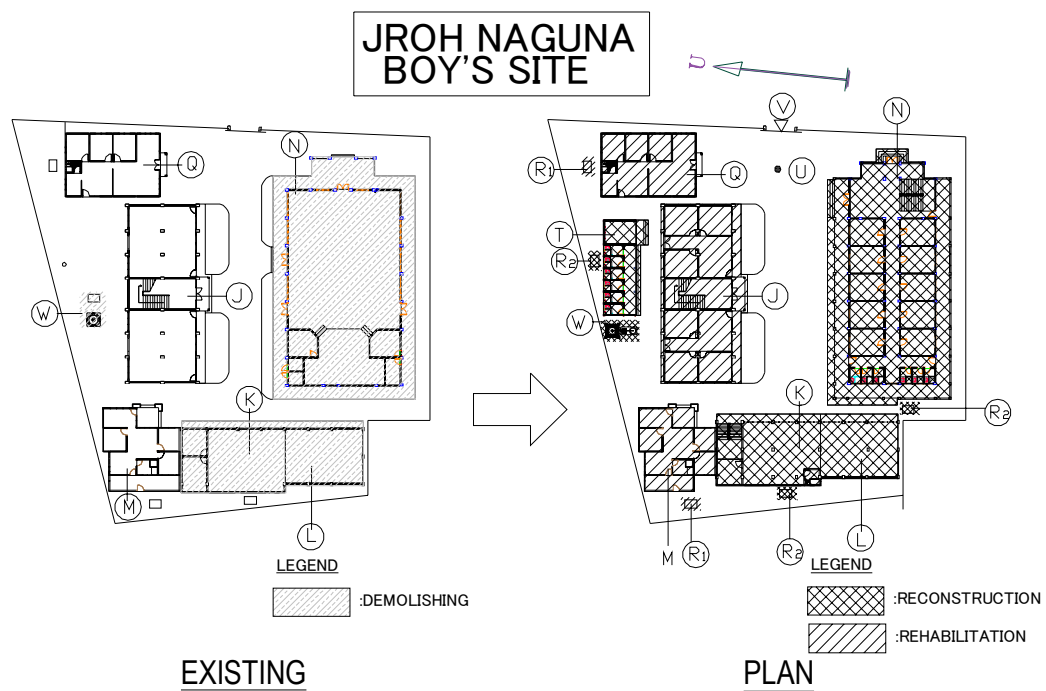 JROH NAGUNA
BOY'S SITE
U
Q
N
J
W
K
M
L
LEGEND
:DEMOLISHING
EXISTING
V
N
R1
Q
U
T
R2
J
W
K
R2
M
R1
R2
L
LEGEND
:RECONSTRUCTION
:REHABILITATION
PLAN